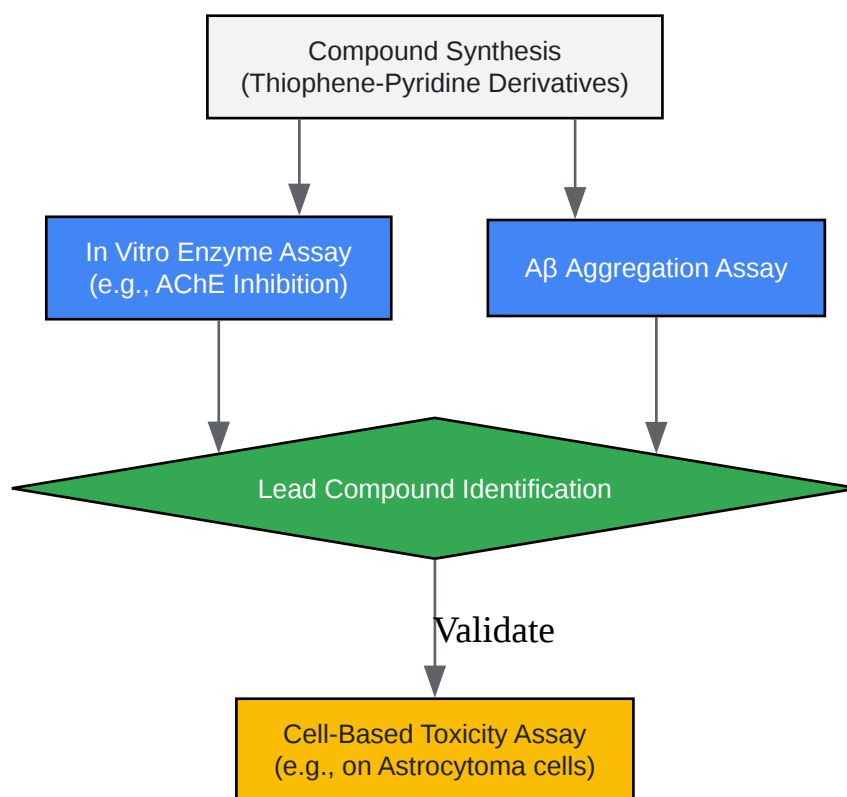 Compound Synthesis
(Thiophene-Pyridine Derivatives)
In Vitro Enzyme Assay
(e.g., AChE Inhibition)
Aβ Aggregation Assay
Lead Compound Identification
Validate
Cell-Based Toxicity Assay
(e.g., on Astrocytoma cells)